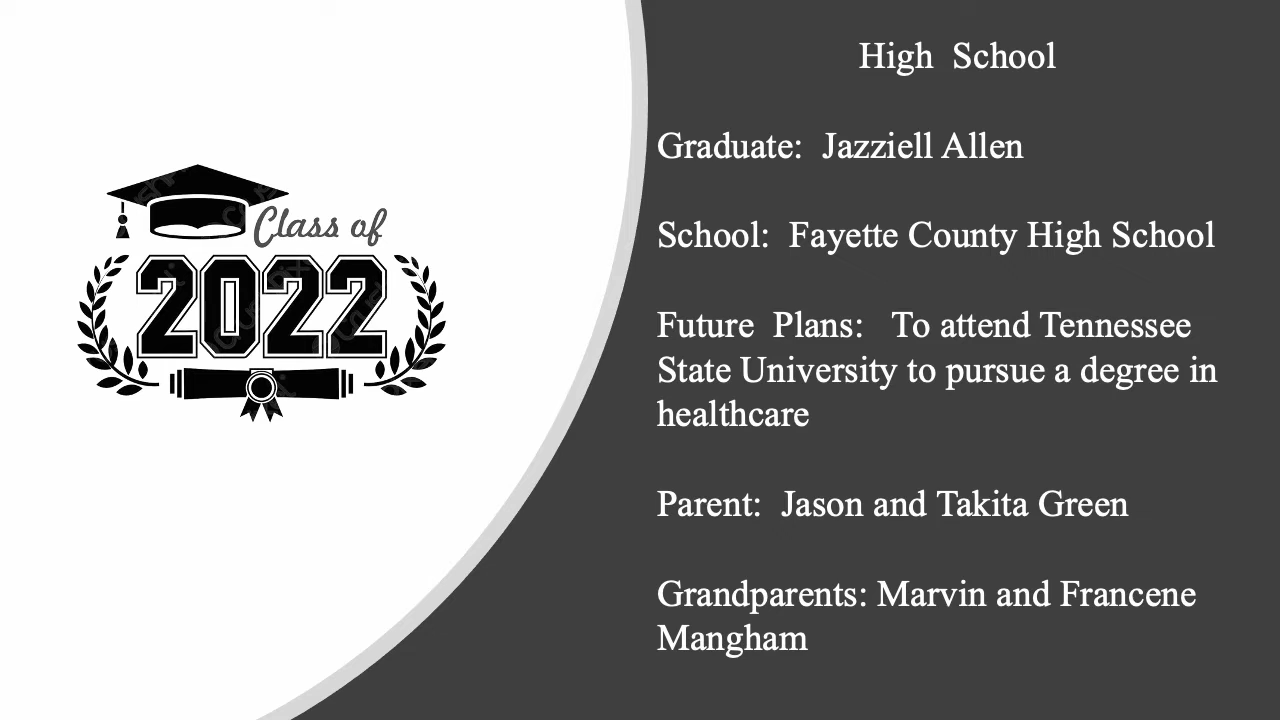 Class of
2022
High School
Graduate: Jazziell Allen
School: Fayette County High School
Future Plans: To attend Tennessee
State University to pursue a degree in
healthcare
Parent: Jason and Takita Green
Grandparents: Marvin and Francene
Mangham